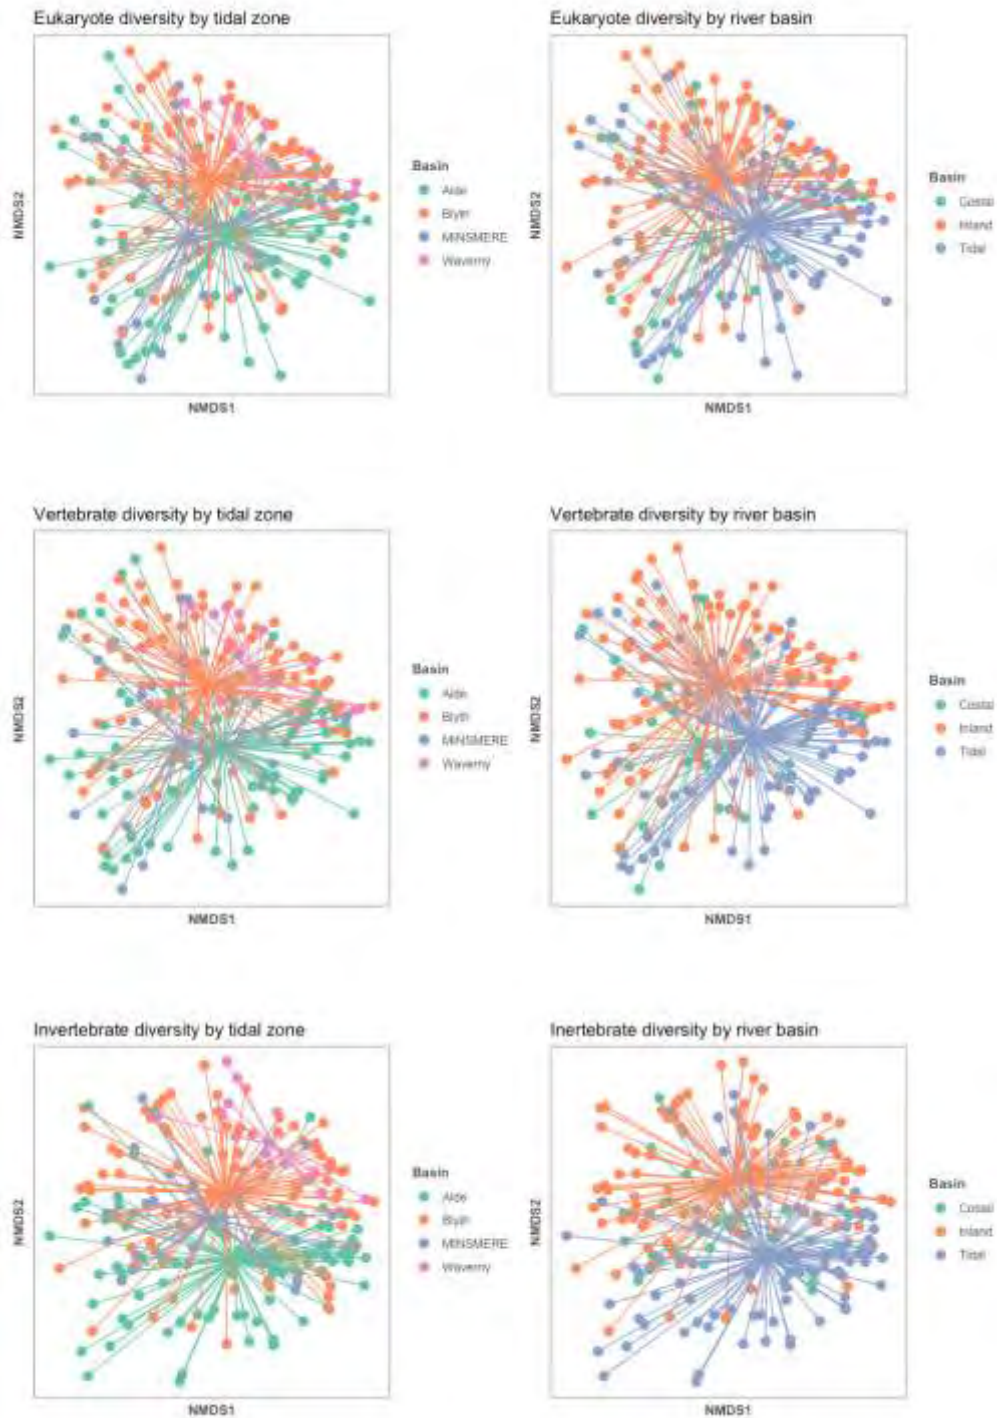 Eukaryote diversity by tidal zone
NMDS2
NMDS1
Basin
Alde
Blyth
MINSMERE
Waverny
Eukaryote diversity by river basin
NMDS2
NMDS1
Basin
Costal
Inland
Tidal
Vertebrate diversity by tidal zone
NMDS2
NMDS1
Basin
Alde
Blyth
MINSMERE
Waverny
Vertebrate diversity by river basin
NMDS2
NMDS1
Basin
Costal
Inland
Tidal
Invertebrate diversity by tidal zone
NMDS2
NMDS1
Basin
Alde
Blyth
MINSMERE
Waverny
Inertebrate diversity by river basin
NMDS2
NMDS1
Basin
Costal
Inland
Tidal